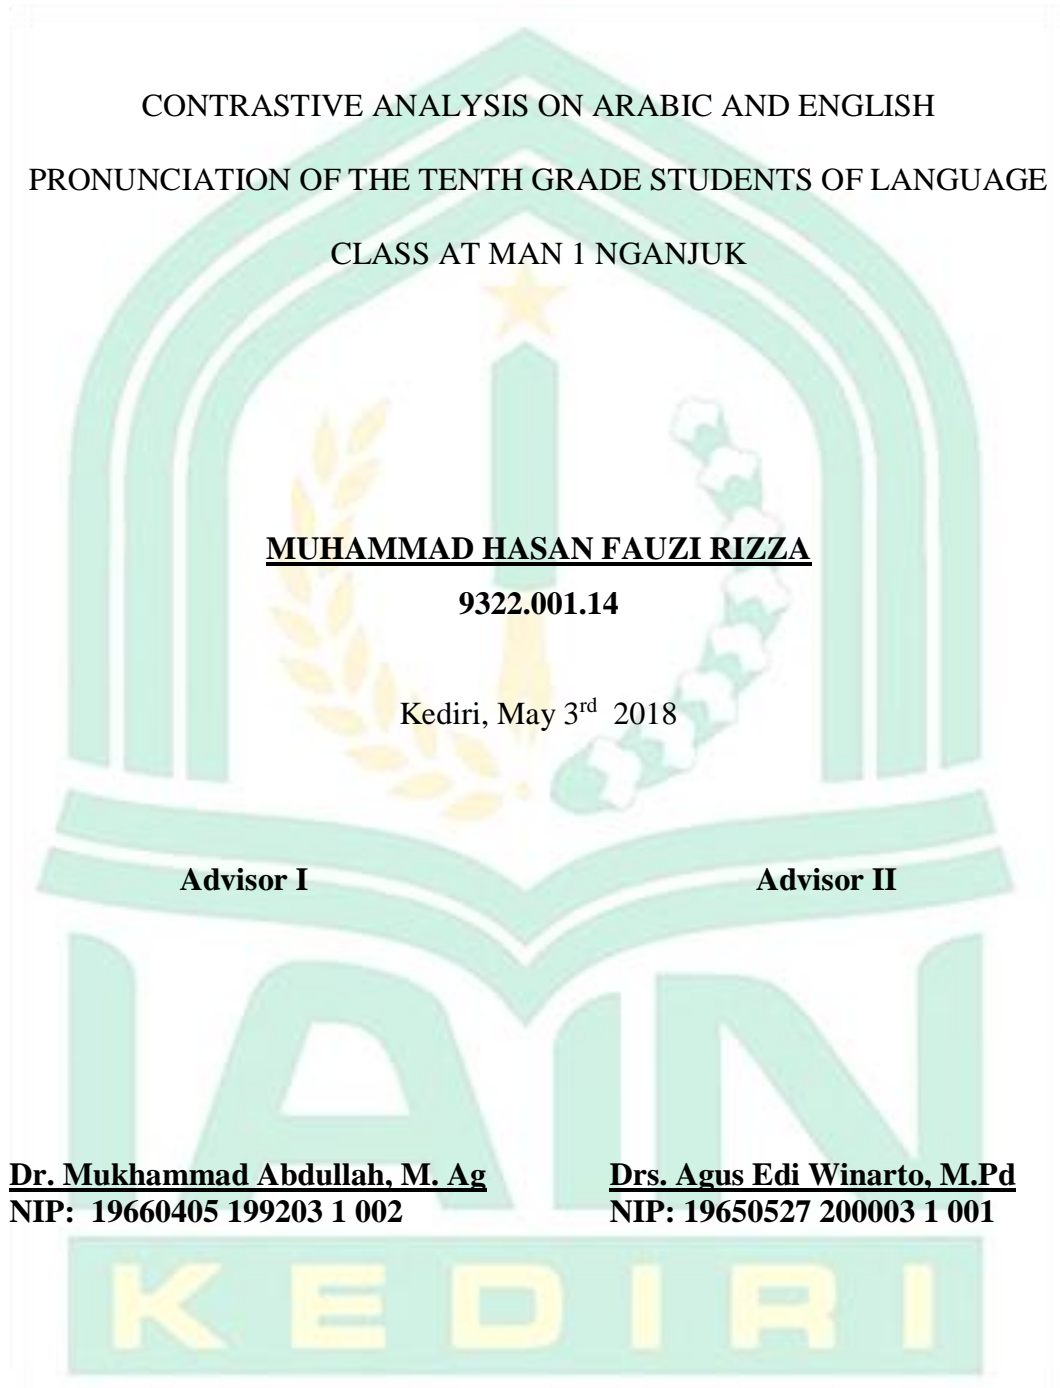 CONTRASTIVE ANALYSIS ON ARABIC AND ENGLISH
PRONUNCIATION OF THE TENTH GRADE STUDENTS OF LANGUAGE
CLASS AT MAN 1 NGANJUK
MUHAMMAD HASAN FAUZI RIZZA
9322.001.14
Kediri, May 3rd 2018
Advisor I
Advisor II
IAIN
Dr. Mukhammad Abdullah, M. Ag
NIP: 19660405 199203 1 002
Drs. Agus Edi Winarto, M.Pd
NIP: 19650527 200003 1 001
KEDIRI